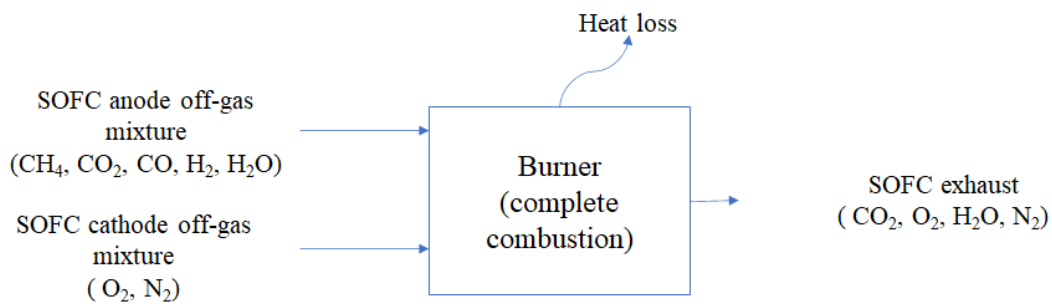 Heat loss
SOFC anode off-gas
mixture
(CH₄, CO₂, CO, H₂, H₂O)
SOFC cathode off-gas
mixture
( O₂, N₂)
Burner
(complete
combustion)
SOFC exhaust
( CO₂, O₂, H₂O, N₂)